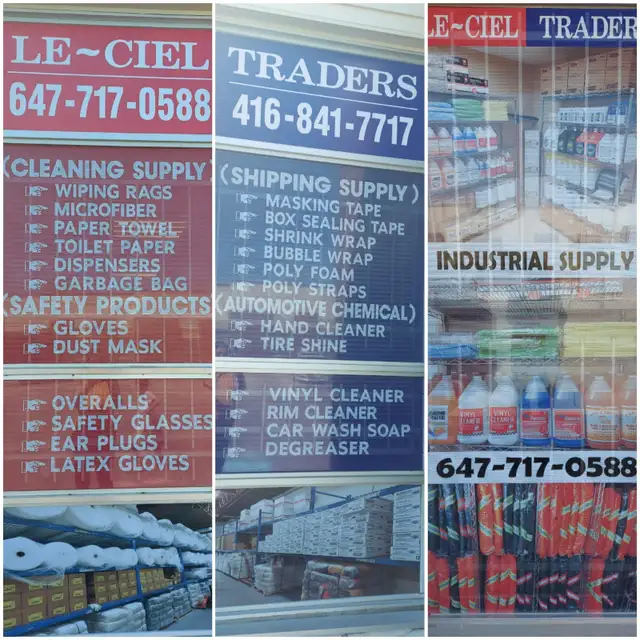 LE~CIEL
647-717-0588
(CLEANING SUPPLY
WIPING RAGS
MICROFIBER
PAPER TOWEL
TOILET PAPER
DISPENSERS
GARBAGE BAG
(SAFETY PRODUCTS
GLOVES
DUST MASK
OVERALLS
SAFETY GLASSES
EAR PLUGS
LATEX GLOVES
TRADERS
416-841-7717
(SHIPPING SUPPLY)
MASKING TAPE
BOX SEALING TAPE
SHRINK WRAP
BUBBLE WRAP
POLY FOAM
POLY STRAPS
(AUTOMOTIVE CHEMICAL)
HAND CLEANER
TIRE SHINE
VINYL CLEANER
RIM CLEANER
CAR WASH SOAP
DEGREASER
LE-CIEL TRADER
INDUSTRIAL SUPPLY
VINYL CLEANER
647-717-0588